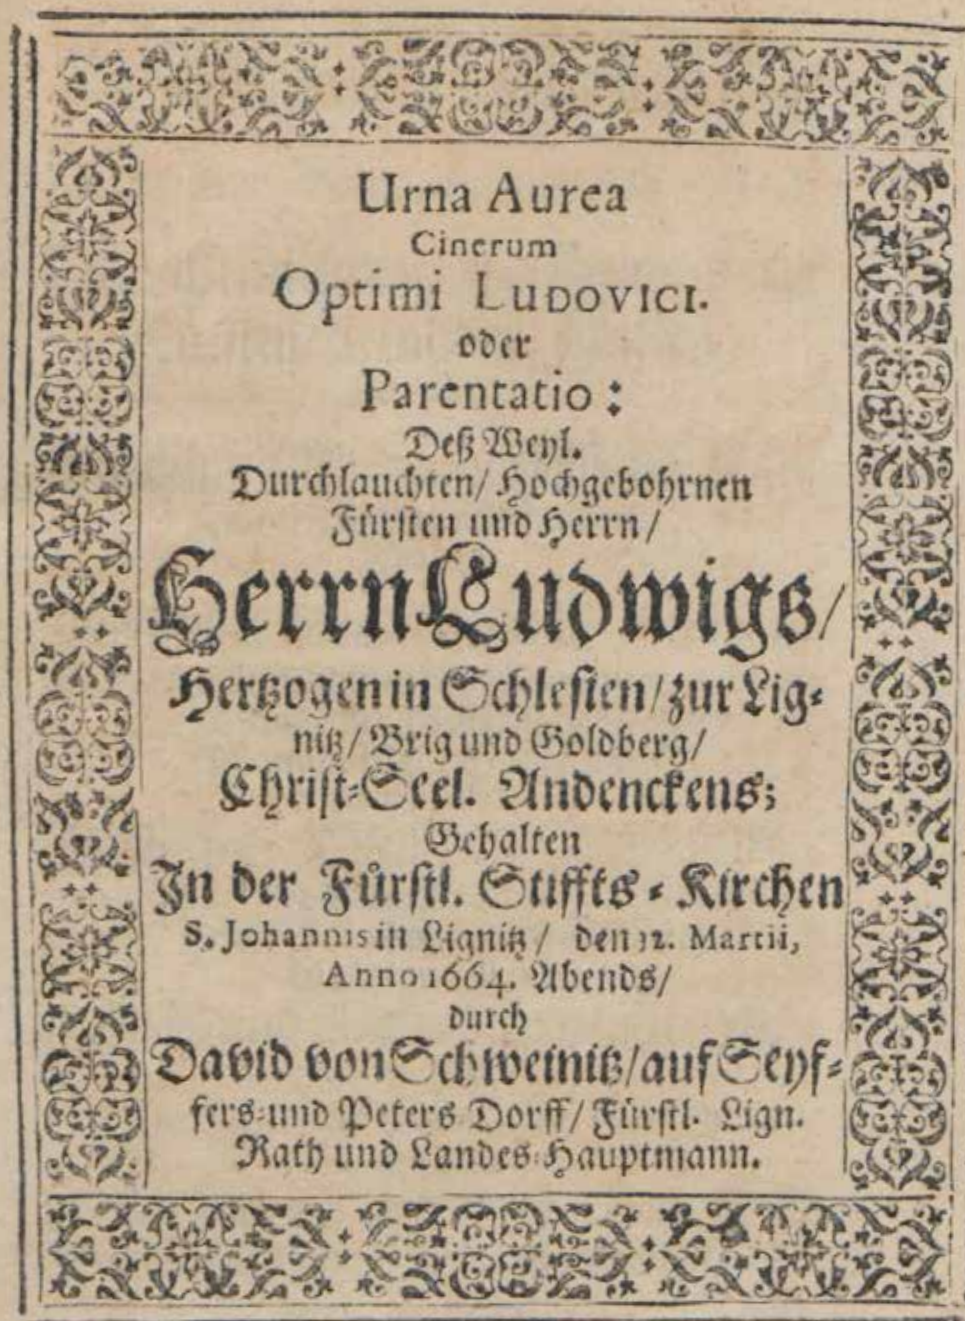 Urna Aurea
Cinerum
Optimi LUDOVICI.
oder
Parentatio:
Deß Weyl.
Durchlauchten/ Hochgebohrnen
Fürsten und Herrn/
Herrn Ludwigs/
Hertzogen in Schlesien/ zur Lig-
nitz/ Brig und Goldberg/
Christ-Seel. Andenckens;
Gehalten
In der Fürstl. Stiffts-Kirchen
S. Johannis in Lignitz/ den 12. Martii,
Anno 1664. Abends/
durch
David von Schweinitz/ auf Seyf-
fers- und Peters Dorff/ Fürstl. Lign.
Rath und Landes-Hauptmann.